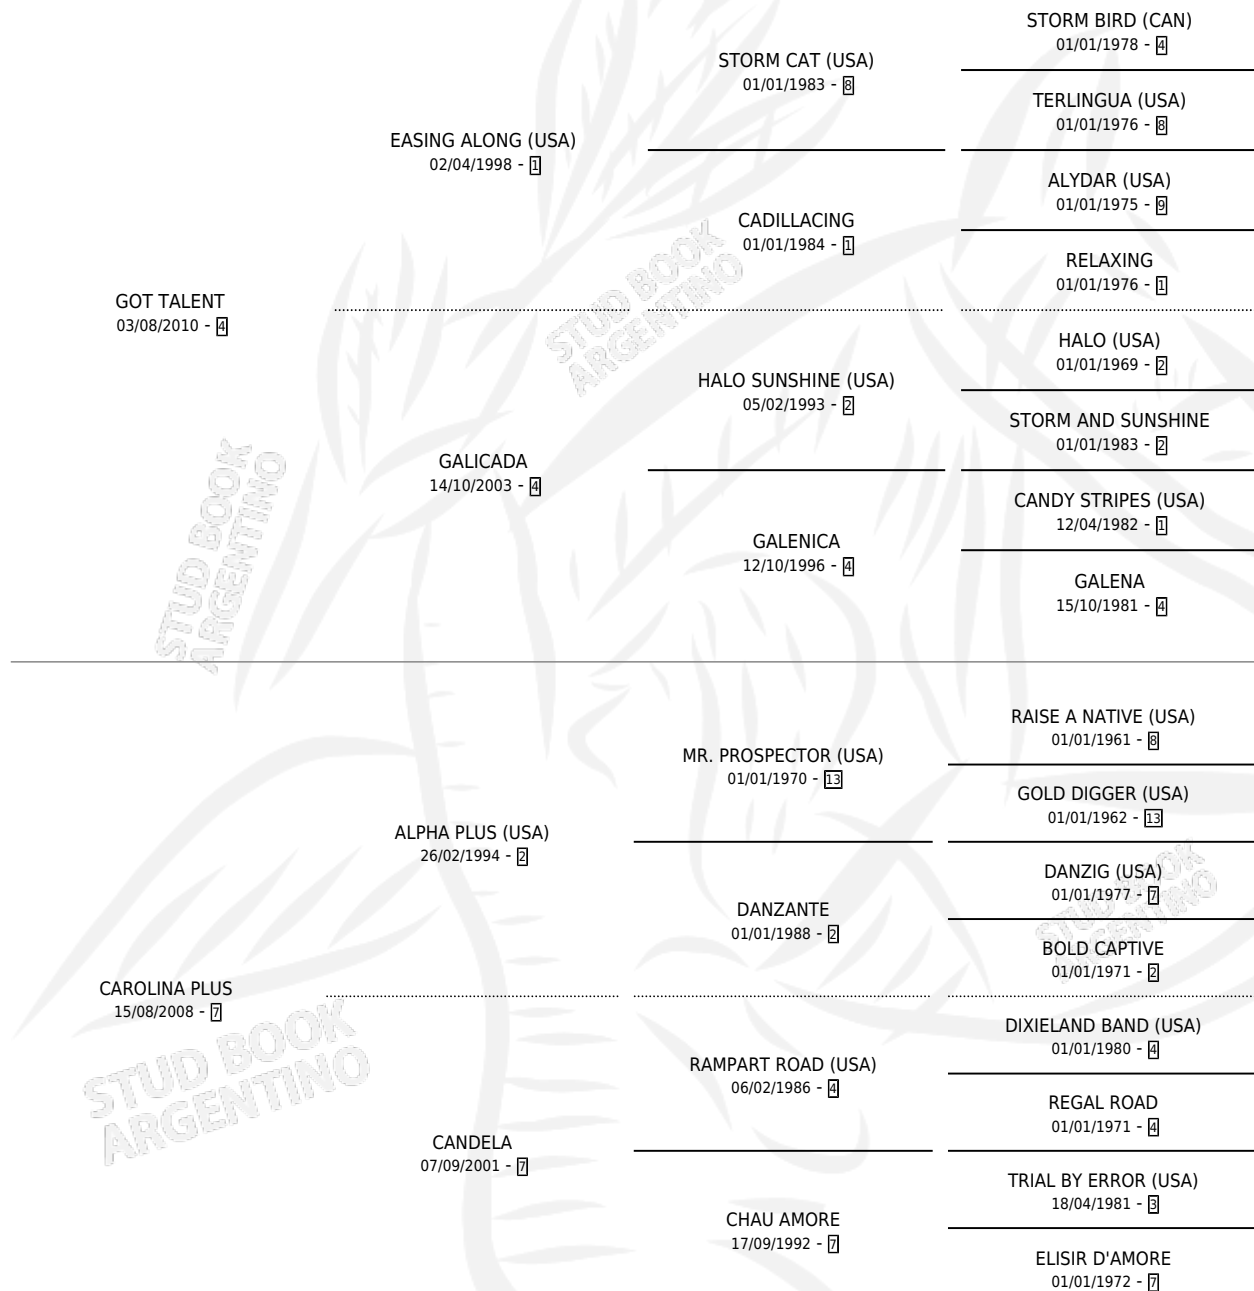 STORM BIRD (CAN)
01/01/1978 - 4
STORM CAT (USA)
01/01/1983 - 8
TERLINGUA (USA)
01/01/1976 - 8
EASING ALONG (USA)
02/04/1998 - 1
ALYDAR (USA)
01/01/1975 - 9
CADILLACING
01/01/1984 - 1
RELAXING
01/01/1976 - 1
GOT TALENT
03/08/2010 - 4
HALO (USA)
01/01/1969 - 2
HALO SUNSHINE (USA)
05/02/1993 - 2
STORM AND SUNSHINE
01/01/1983 - 2
GALICADA
14/10/2003 - 4
CANDY STRIPES (USA)
12/04/1982 - 1
GALENICA
12/10/1996 - 4
GALENA
15/10/1981 - 4
RAISE A NATIVE (USA)
01/01/1961 - 8
MR. PROSPECTOR (USA)
01/01/1970 - 13
GOLD DIGGER (USA)
01/01/1962 - 13
ALPHA PLUS (USA)
26/02/1994 - 2
DANZIG (USA)
01/01/1977 - 7
DANZANTE
01/01/1988 - 2
BOLD CAPTIVE
01/01/1971 - 2
CAROLINA PLUS
15/08/2008 - 7
DIXIELAND BAND (USA)
01/01/1980 - 4
RAMPART ROAD (USA)
06/02/1986 - 4
REGAL ROAD
01/01/1971 - 4
CANDELA
07/09/2001 - 7
TRIAL BY ERROR (USA)
18/04/1981 - 3
CHAU AMORE
17/09/1992 - 7
ELISIR D'AMORE
01/01/1972 - 7
STUD BOOK
ARGENTINO
STUD BOOK
ARGENTINO
STUD BOOK
ARGENTINO
STUD BOOK
ARGENTINO